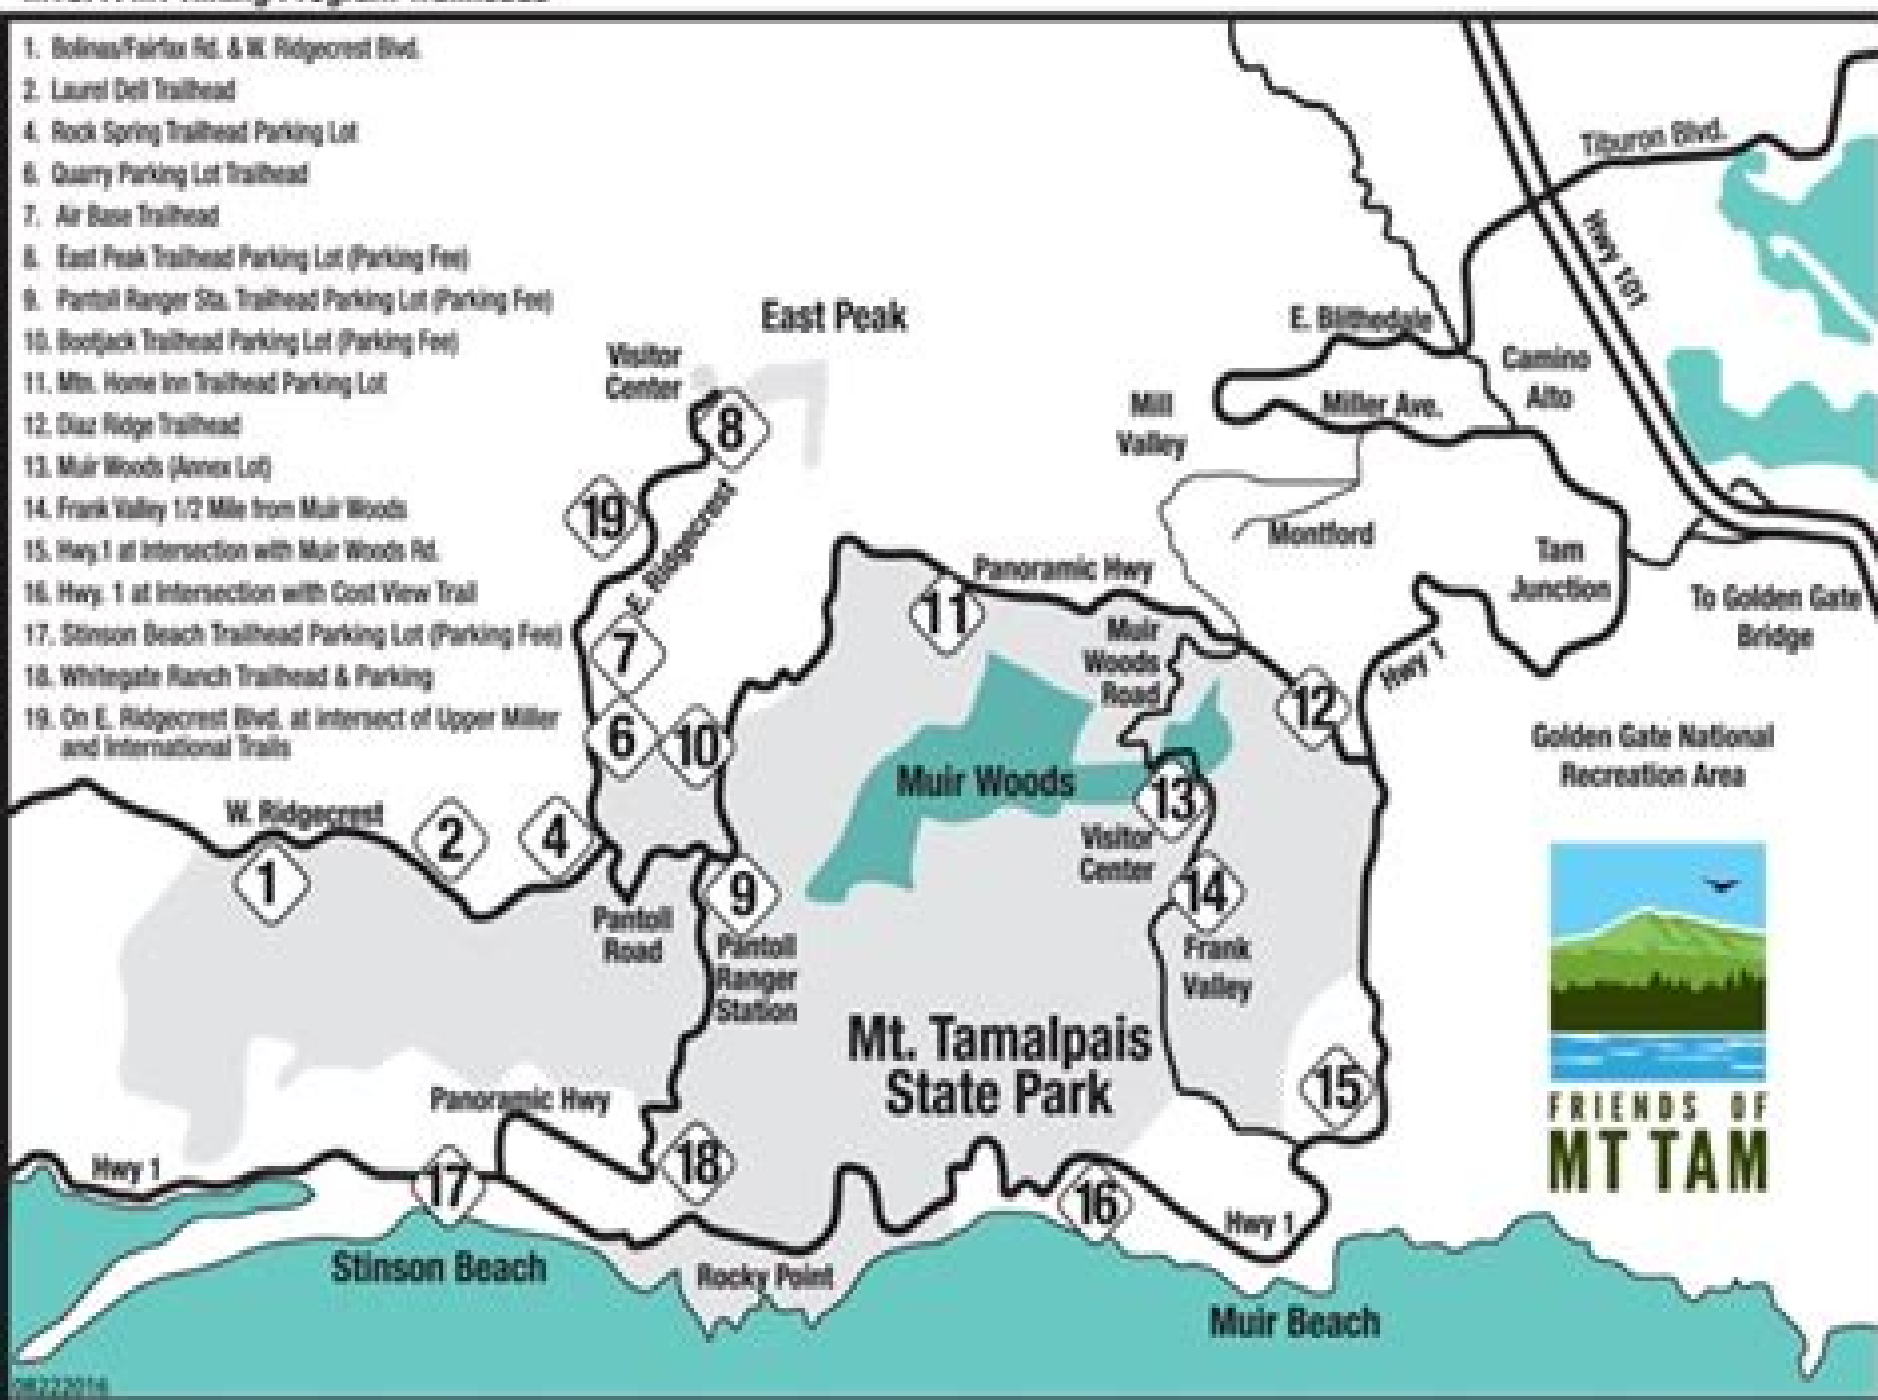 1. Bolinas/Fairfax Rd. & W. Ridgecrest Blvd.
2. Laurel Dell Trailhead
4. Rock Spring Trailhead Parking Lot
6. Quarry Parking Lot Trailhead
7. Air Base Trailhead
8. East Peak Trailhead Parking Lot (Parking Fee)
9. Pantoll Ranger Sta. Trailhead Parking Lot (Parking Fee)
10. Bootjack Trailhead Parking Lot (Parking Fee)
11. Mtn. Home Inn Trailhead Parking Lot
12. Diaz Ridge Trailhead
13. Muir Woods (Annex Lot)
14. Frank Valley 1/2 Mile from Muir Woods
15. Hwy.1 at Intersection with Muir Woods Rd.
16. Hwy. 1 at Intersection with Cost View Trail
17. Stinson Beach Trailhead Parking Lot (Parking Fee)
18. Whitegate Ranch Trailhead & Parking
19. On E. Ridgecrest Blvd. at intersect of Upper Miller
and International Trails
Tiburon Blvd.
Hwy 101
East Peak
E. Blithedale
Visitor
Center
Camino
Alto
Mill
Valley
Miller Ave.
8
19
E. Ridgecrest
Montford
Tam
Junction
Panoramic Hwy
11
To Golden Gate
Bridge
7
Muir
Woods
Road
Hwy 1
12
6
10
Golden Gate National
Recreation Area
Muir Woods
13
W. Ridgecrest
2
4
Visitor
Center
1
9
14
Pantoll
Road
Pantoll
Ranger
Station
Frank
Valley
Mt. Tamalpais
State Park
15
Panoramic Hwy
FRIENDS OF
MT TAM
Hwy 1
17
18
16
Hwy 1
Stinson Beach
Rocky Point
Muir Beach
08222016